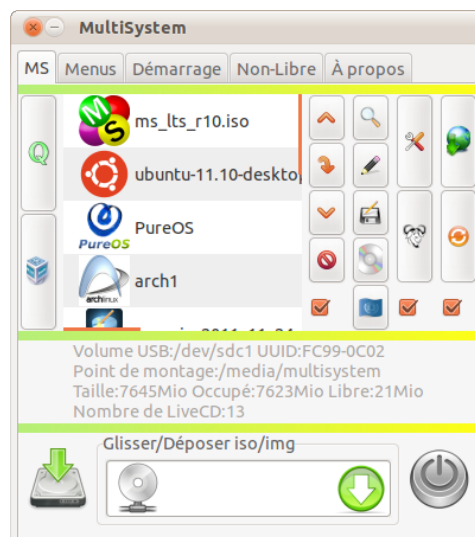 MultiSystem
MS Menus Démarrage Non-Libre À propos
ms_lts_r10.iso
ubuntu-11.10-desktop
PureOS
PureOS
arch1
archlinux
Volume USB:/dev/sdc1 UUID:FC99-0C02
Point de montage:/media/multisystem
Taille:7645Mio Occupé:7623Mio Libre:21Mio
Nombre de LiveCD:13
Glisser/Déposer iso/img